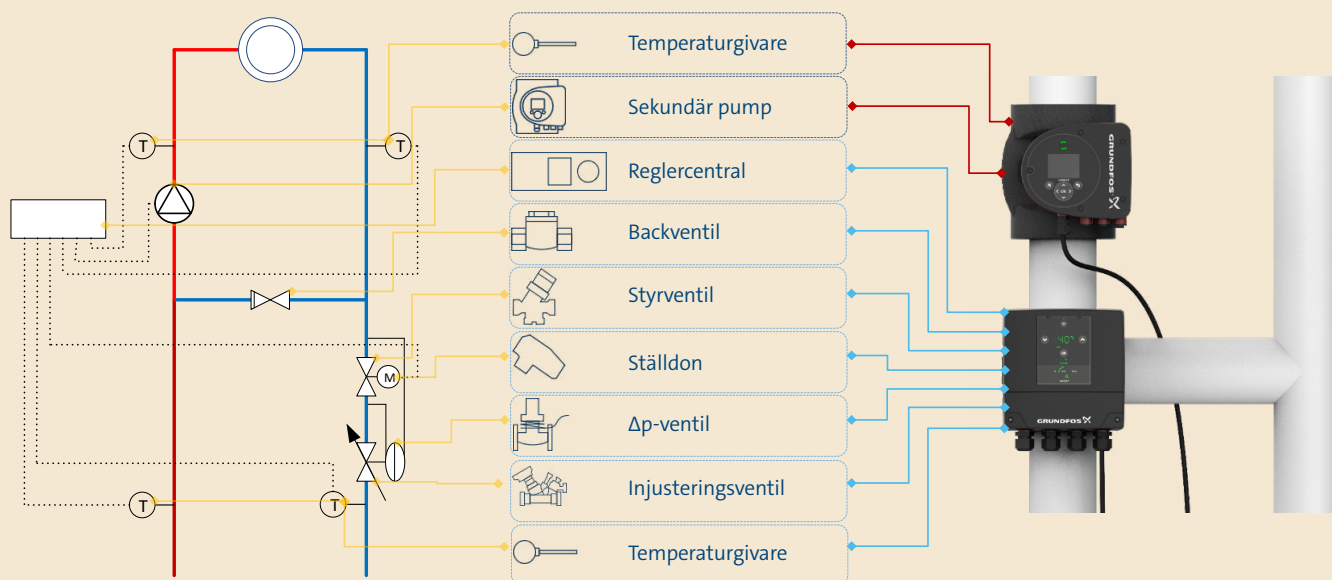 Temperaturgivare
Sekundär pump
Reglercentral
Backventil
Styrventil
Ställdon
Δp-ventil
Injusteringsventil
Temperaturgivare
T
T
M
T
T
GRUNDFOS
GRUNDFOS